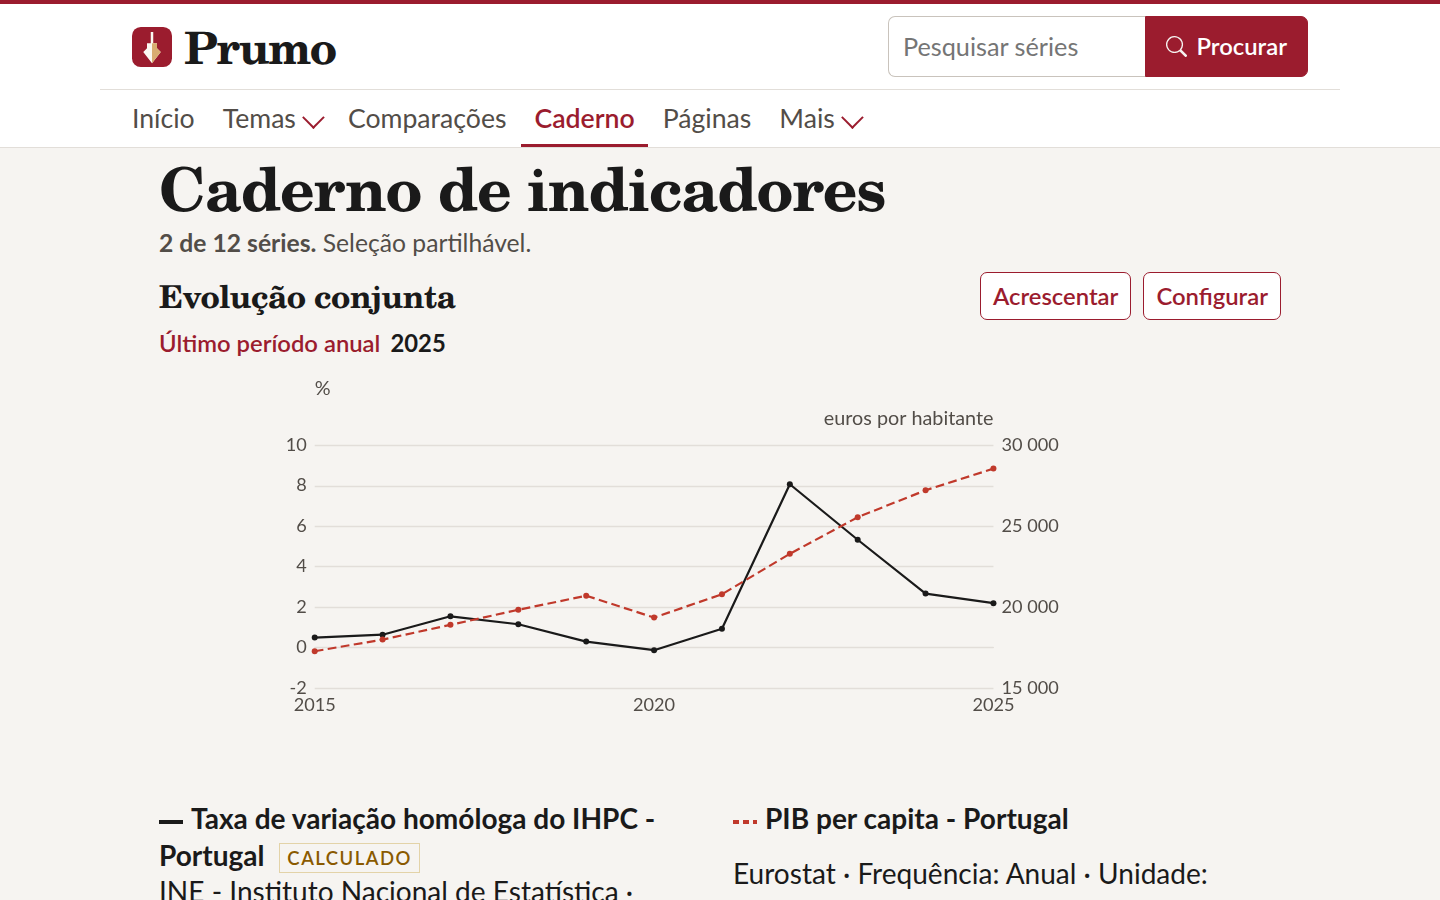 Prumo
Pesquisar séries
Procurar
Início
Temas
Comparações
Caderno
Páginas
Mais
Caderno de indicadores
2 de 12 séries. Seleção partilhável.
Evolução conjunta
Acrescentar
Configurar
Último período anual 2025
%
euros por habitante
10
30 000
8
6
25 000
4
2
20 000
0
-2
15 000
2015
2020
2025
Taxa de variação homóloga do IHPC -
Portugal CALCULADO
INE - Instituto Nacional de Estatística ·
PIB per capita - Portugal
Eurostat · Frequência: Anual · Unidade: